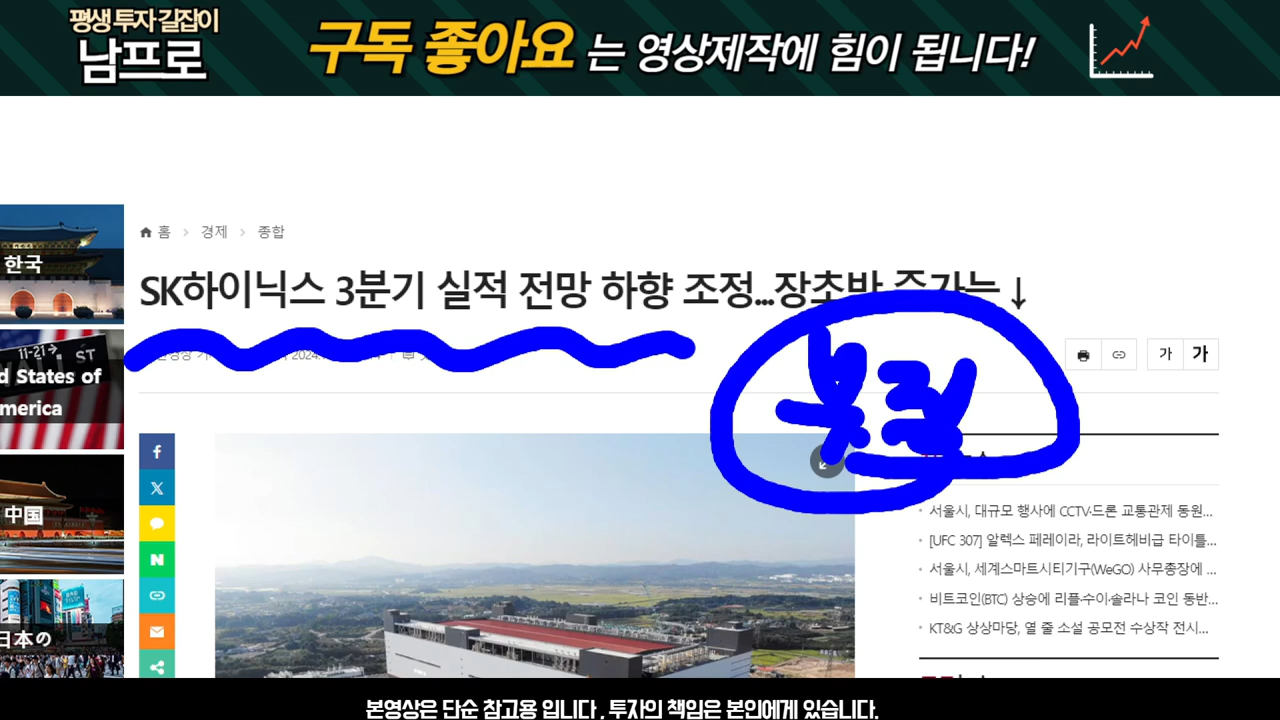 평생 투자 길잡이
남프로
구독 좋아요 는 영상제작에 힘이 됩니다!
홈 > 경제 > 종합
SK하이닉스 3분기 실적 전망 하향 조정...장초반 주가는↓
2024.
가 가
한국
11-21 ST
d States of
merica
中国
日本の
서울시, 대규모 행사에 CCTV·드론 교통관제 동원...
[UFC 307] 알렉스 페레이라, 라이트헤비급 타이틀...
서울시, 세계스마트시티기구(WeGO) 사무총장에 ...
비트코인(BTC) 상승에 리플·수이·솔라나 코인 동반...
KT&G 상상마당, 열 줄 소설 공모전 수상작 전시...
본영상은 단순 참고용 입니다 , 투자의 책임은 본인에게 있습니다.